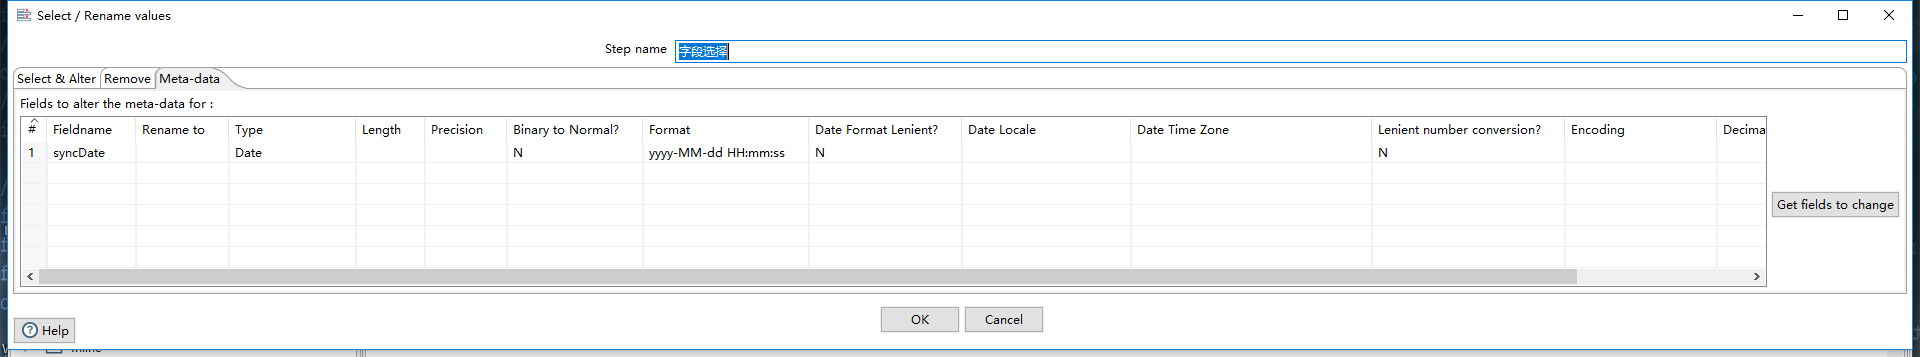 Select / Rename values
Step name 字段选择
Select & Alter Remove Meta-data
Fields to alter the meta-data for :
# Fieldname Rename to Type Length Precision Binary to Normal? Format Date Format Lenient? Date Locale Date Time Zone Lenient number conversion? Encoding Decima
1 syncDate Date N yyyy-MM-dd HH:mm:ss N N
Get fields to change
OK Cancel
? Help